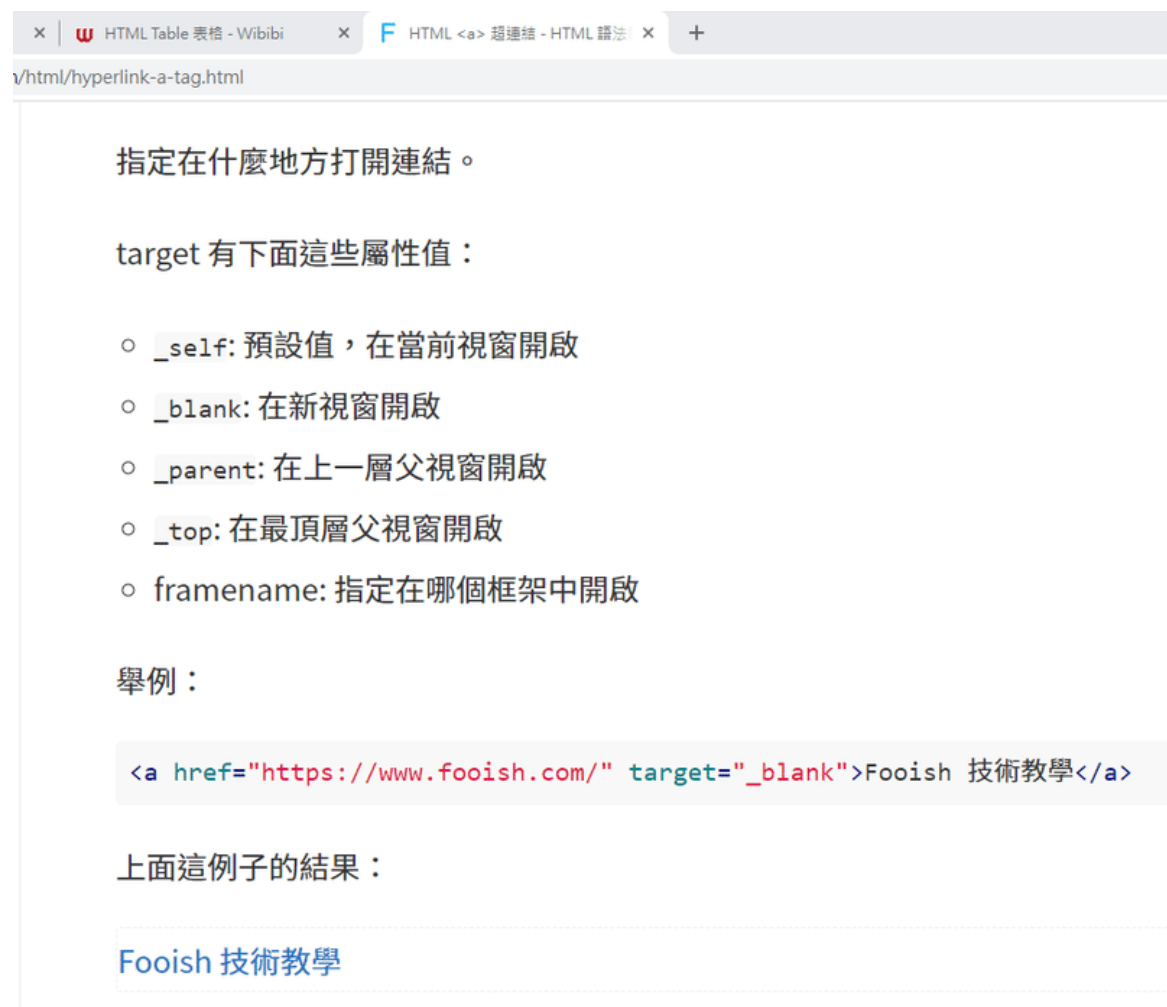 HTML Table 表格 - Wibibi
HTML <a> 超連結 - HTML 語法
/html/hyperlink-a-tag.html
指定在什麼地方打開連結。
target 有下面這些屬性值：
_self: 預設值，在當前視窗開啟
_blank: 在新視窗開啟
_parent: 在上一層父視窗開啟
_top: 在最頂層父視窗開啟
framename: 指定在哪個框架中開啟
舉例：
<a href="https://www.fooish.com/" target="_blank">Fooish 技術教學</a>
上面這例子的結果：
Fooish 技術教學